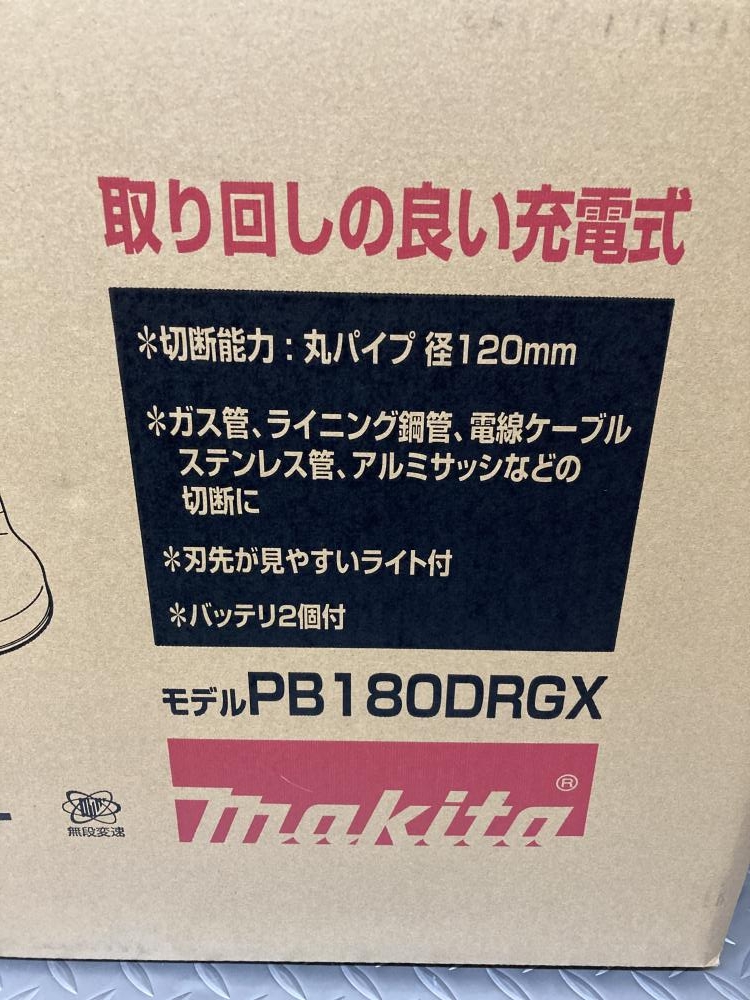 取り回しの良い充電式
＊切断能力：丸パイプ 径120mm
＊ガス管、ライニング鋼管、電線ケーブル
ステンレス管、アルミサッシなどの
切断に
＊刃先が見やすいライト付
＊バッテリ2個付
モデルPB180DRGX
makita®
無段変速